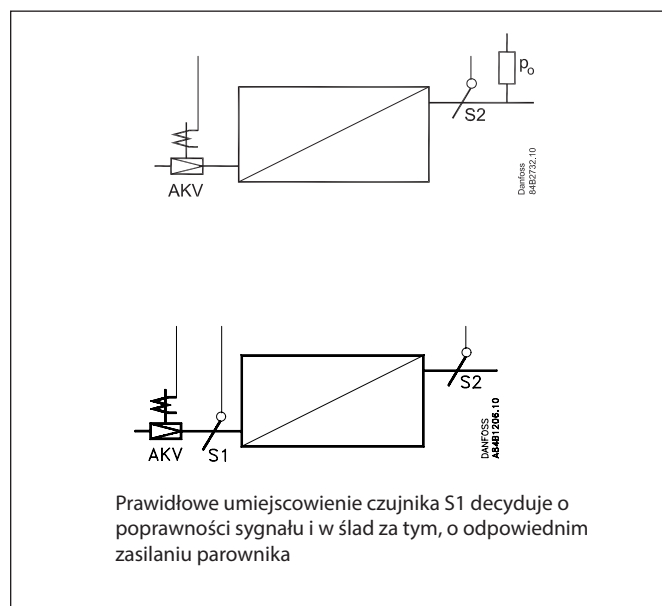 p₀
S2
AKV
Danfoss
84B2732.10
S2
AKV
S1
DANFOSS
A84B1206.10
Prawidłowe umiejscowienie czujnika S1 decyduje o
poprawności sygnału i w ślad za tym, o odpowiednim
zasilaniu parownika